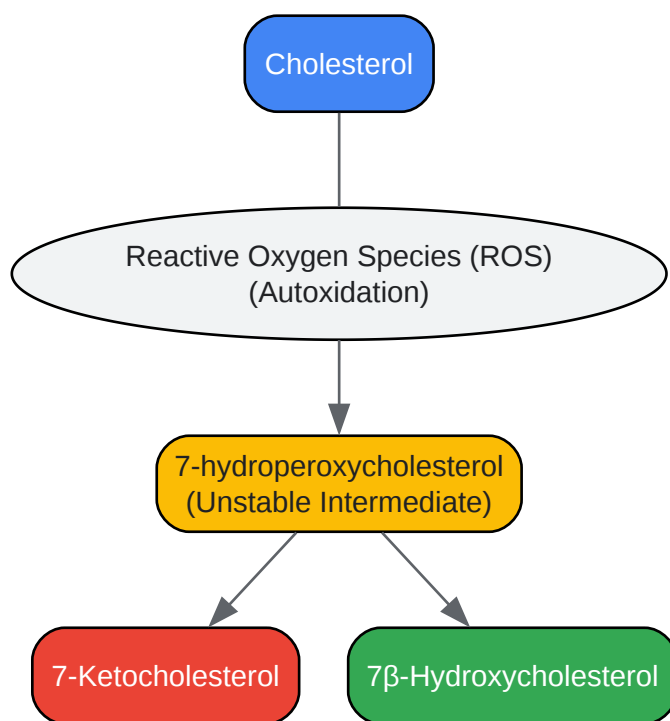 Cholesterol
Reactive Oxygen Species (ROS)
(Autoxidation)
7-hydroperoxycholesterol
(Unstable Intermediate)
7-Ketocholesterol
7β-Hydroxycholesterol